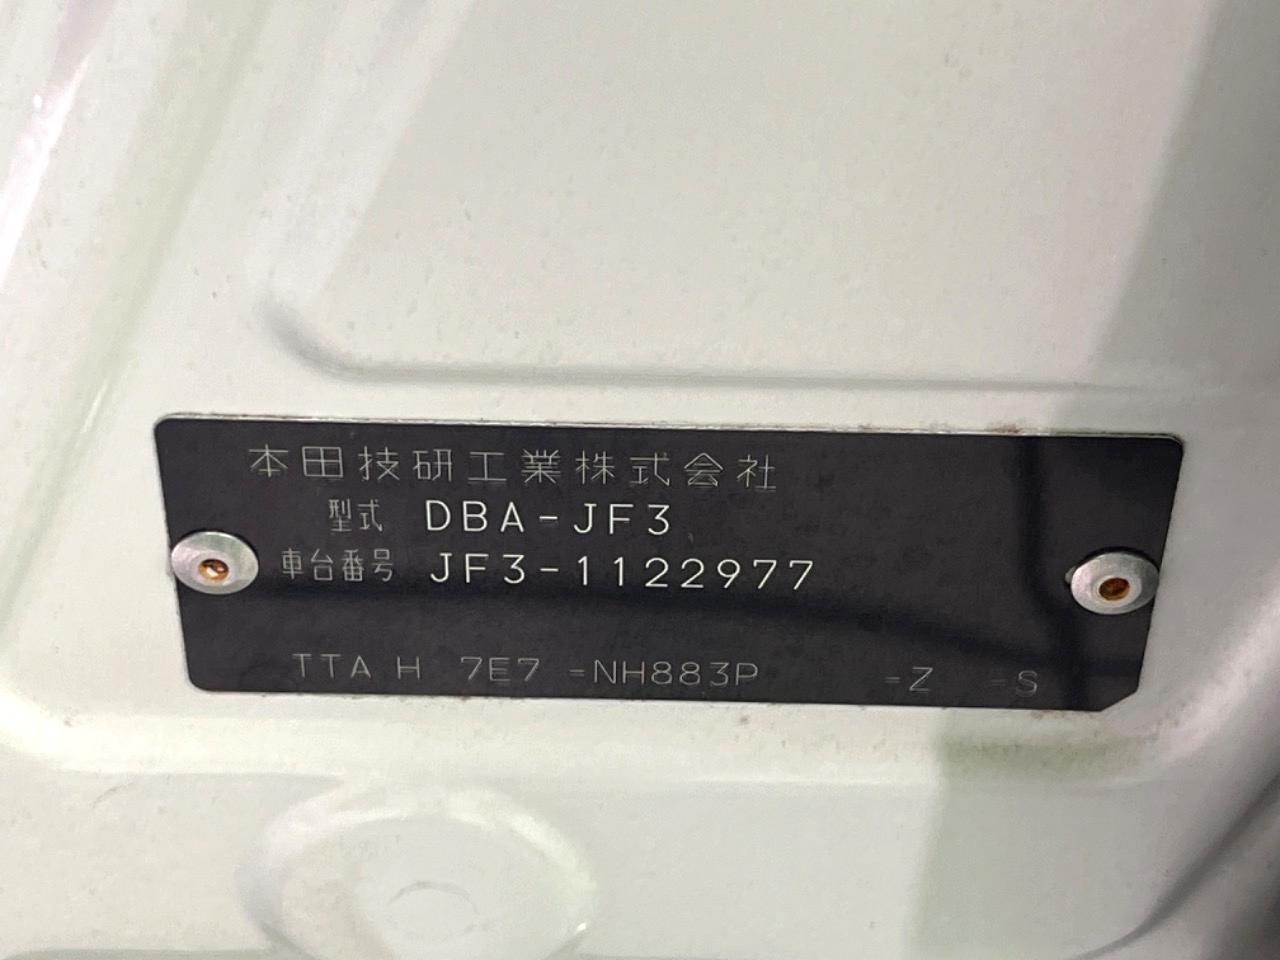 本田技研工業株式会社
型式 DBA-JF3
車台番号 JF3-1122977
TTA H 7E7 =NH883P =Z =S